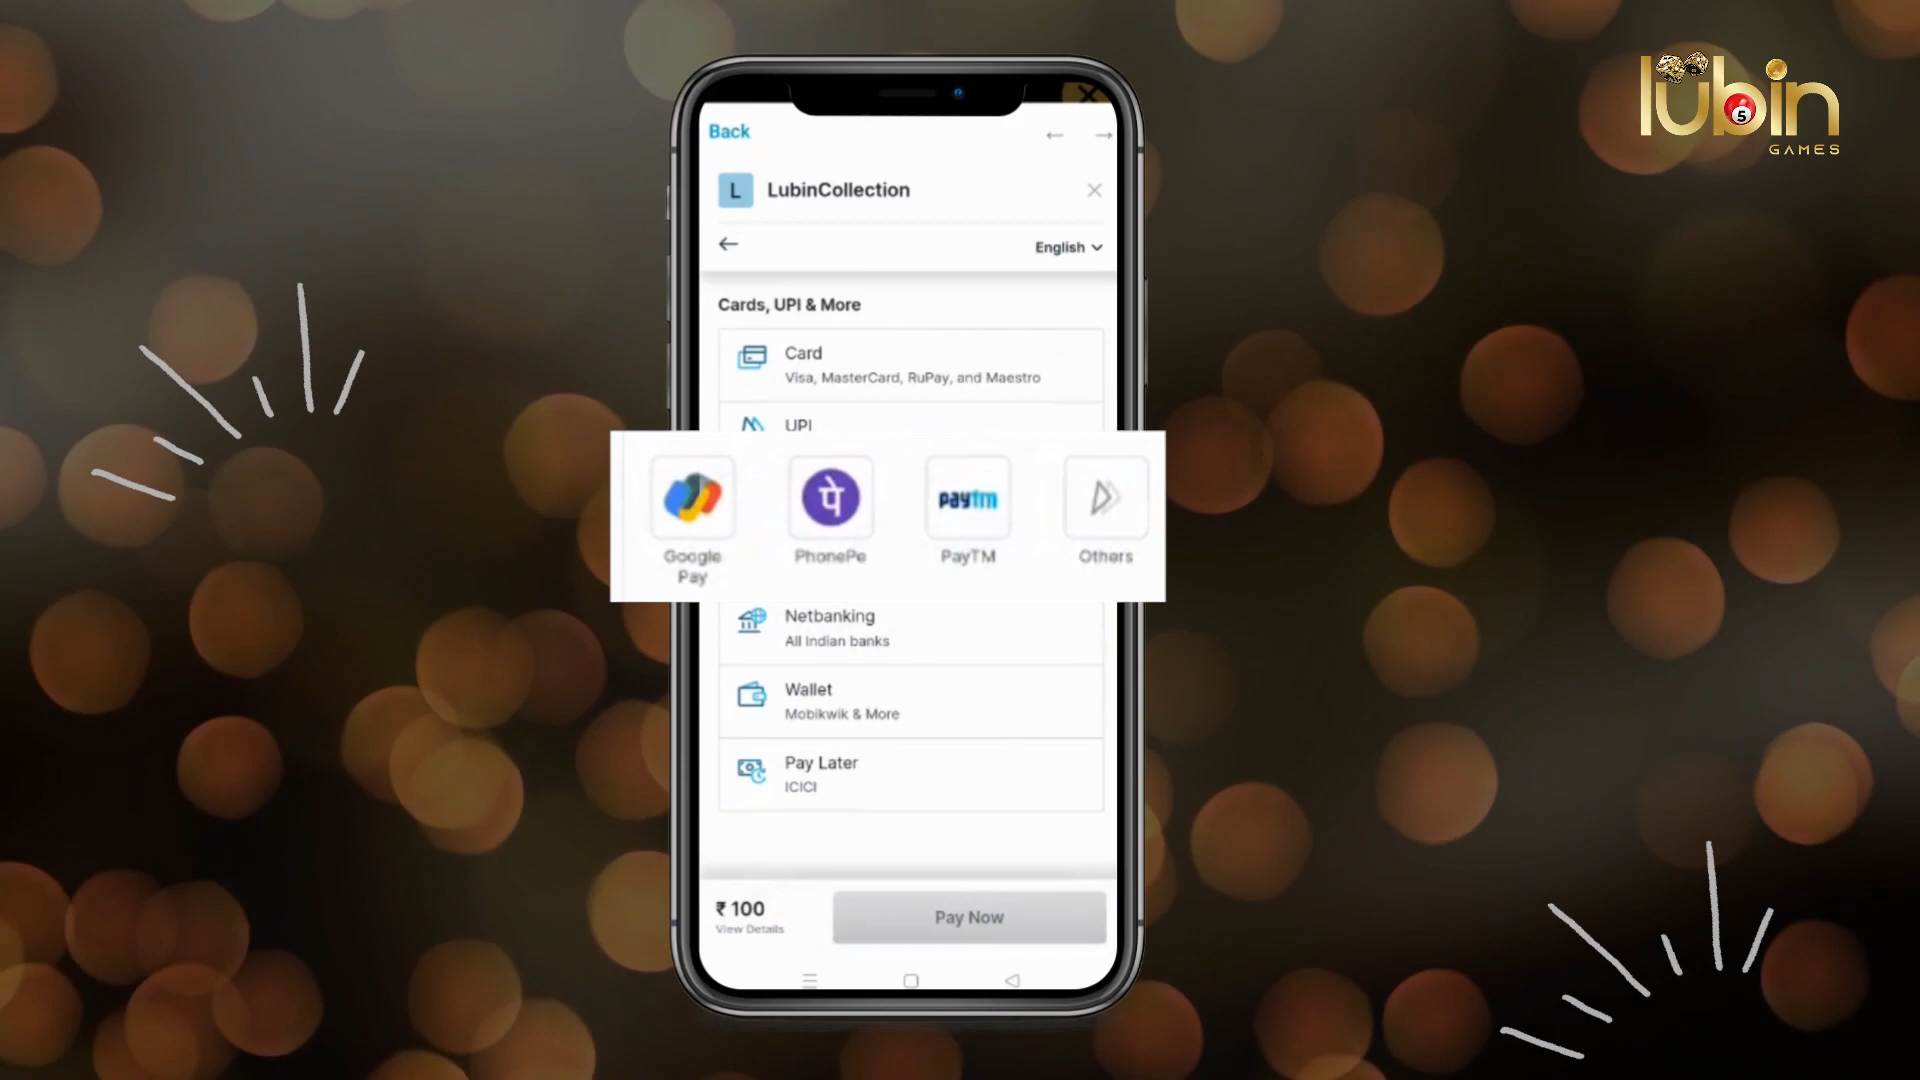 lubin
5
GAMES
Back
L LubinCollection
English
Cards, UPI & More
Card
Visa, MasterCard, RuPay, and Maestro
UPI
पे
paytm
Google Pay
PhonePe
PayTM
Others
Netbanking
All Indian banks
Wallet
Mobikwik & More
Pay Later
ICICI
₹ 100
View Details
Pay Now